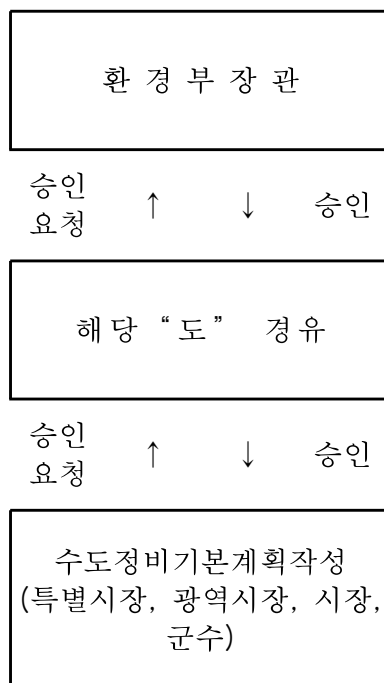 환 경 부 장 관
승인
요청 ↑ ↓ 승인
해당 “도” 경유
승인
요청 ↑ ↓ 승인
수도정비기본계획작성
(특별시장, 광역시장, 시장,
군수)